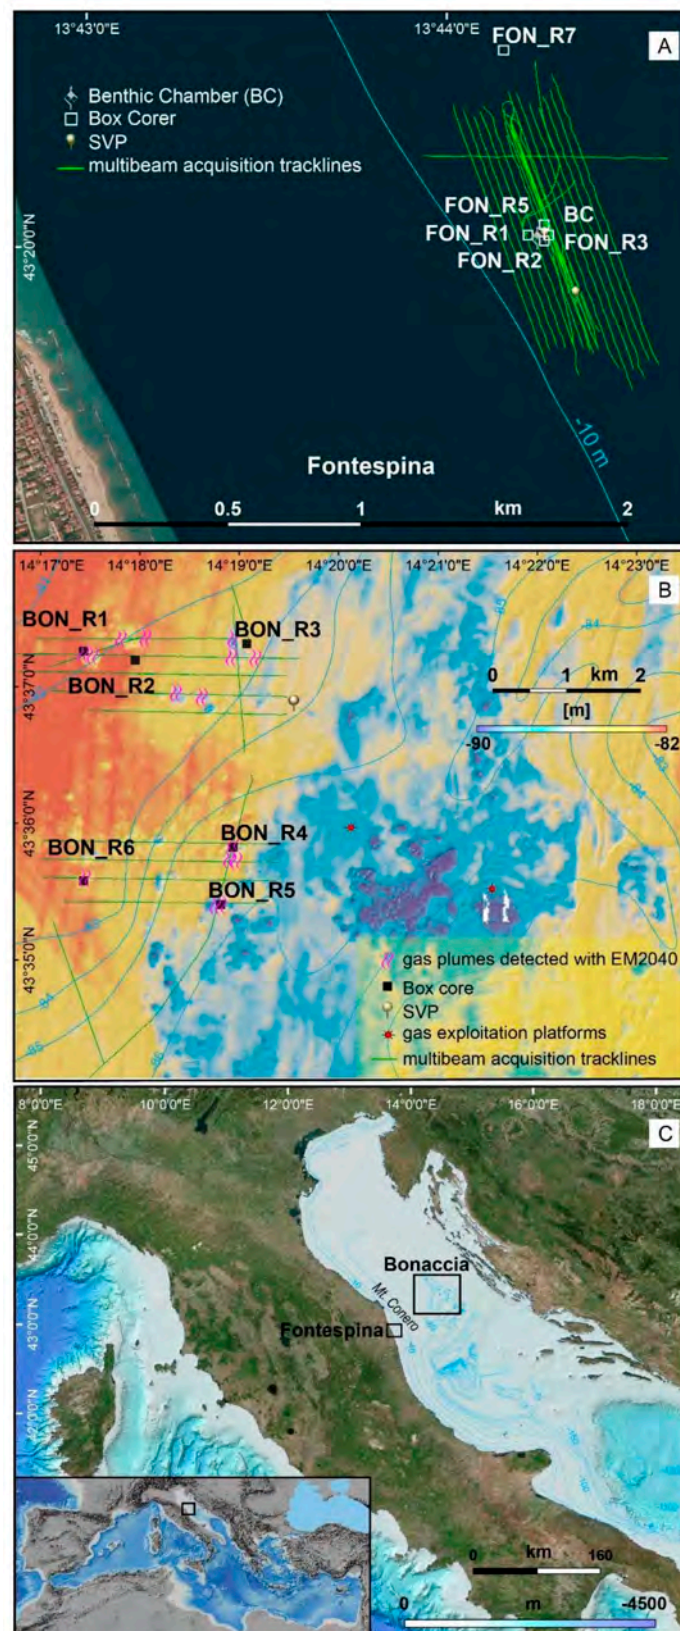 13°43'0"E
13°44'0"E
A
FON_R7
Benthic Chamber (BC)
Box Corer
SVP
multibeam acquisition tracklines
FON_R5
BC
FON_R1
FON_R3
FON_R2
43°20'0"N
-10 m
Fontespina
0 0.5 1 km 2
14°17'0"E 14°18'0"E 14°19'0"E 14°20'0"E 14°21'0"E 14°22'0"E 14°23'0"E
B
BON_R1
BON_R3
BON_R2
43°37'0"N
0 1 km 2
[m]
-90 -82
43°36'0"N
BON_R4
BON_R6
BON_R5
43°35'0"N
gas plumes detected with EM2040
Box core
SVP
gas exploitation platforms
multibeam acquisition tracklines
-84
-84
8°0'0"E 10°0'0"E 12°0'0"E 14°0'0"E 16°0'0"E 18°0'0"E
C
45°0'0"N
44°0'0"N
Bonaccia
Mt. Conero
43°0'0"N
Fontespina
42°0'0"N
0 km 160
0 m -4500